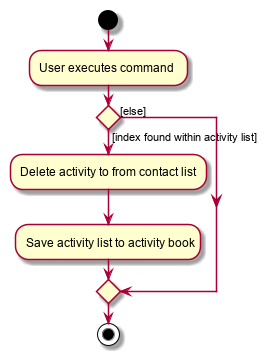 User executes command
[else]
[index found within activity list]
Delete activity to from contact list
Save activity list to activity book